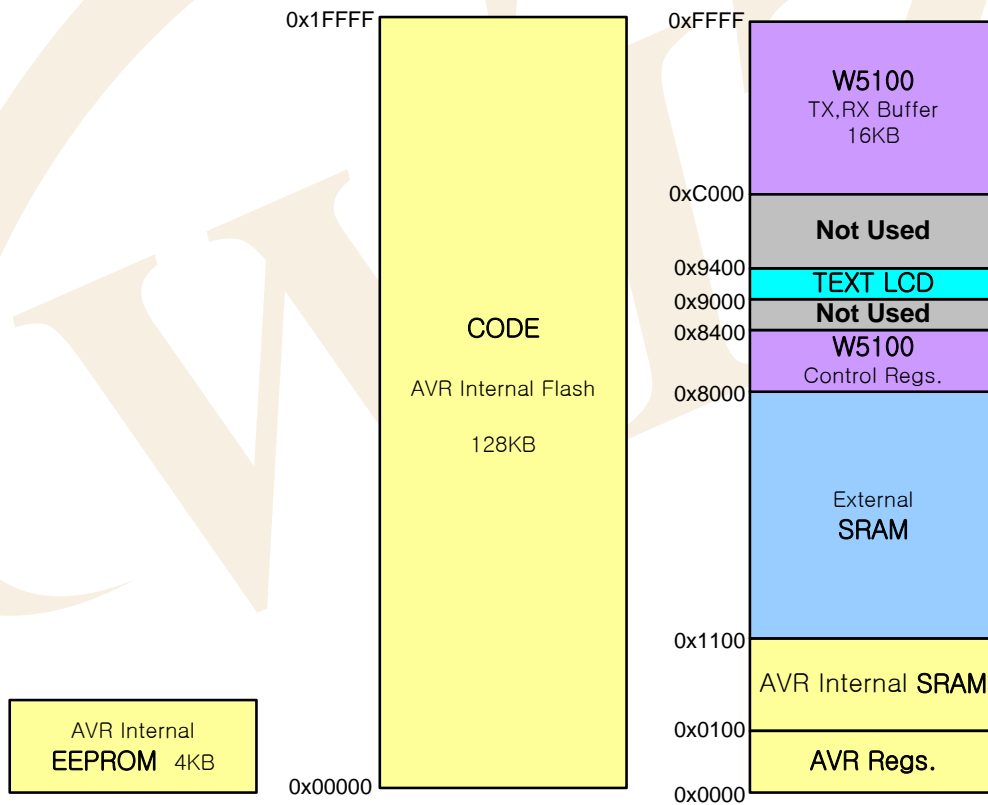 0x1FFFF
CODE
AVR Internal Flash
128KB
0x00000
AVR Internal
EEPROM 4KB
0xFFFF
W5100
TX,RX Buffer
16KB
0xC000
Not Used
0x9400
TEXT LCD
0x9000
Not Used
0x8400
W5100
Control Regs.
0x8000
External
SRAM
0x1100
AVR Internal SRAM
0x0100
AVR Regs.
0x0000